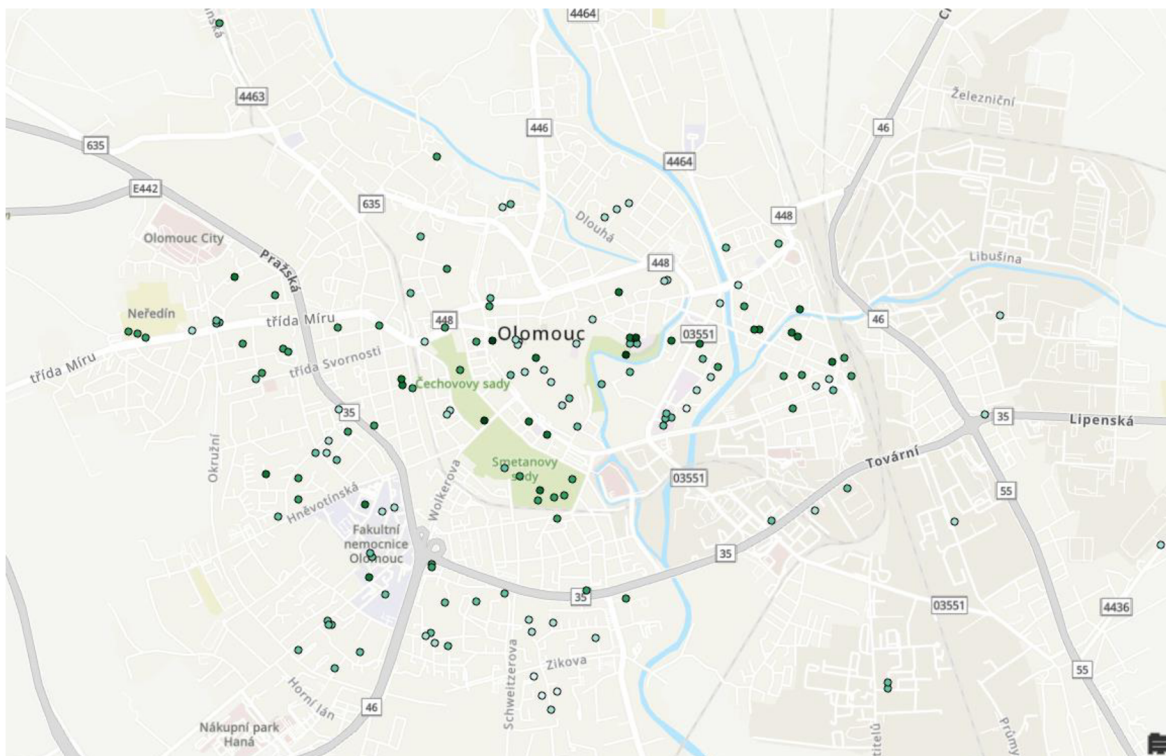 4464
4463
446
46
Železniční
635
E442
4464
635
Olomouc City
Dlouhá
448
Pražská
448
Libušina
Neředín
třída Míru
448
Olomouc
03551
46
třída Míru
třída Svornosti
Čechovovy sady
35
35
Lipenská
Okružní
Wolkerova
Smetanovy
sady
Tovární
03551
55
Hněvotínská
Fakultní
nemocnice
Olomouc
35
35
03551
4436
Schweitzerova
Zikova
55
Horní lán
46
Nákupní park
Haná